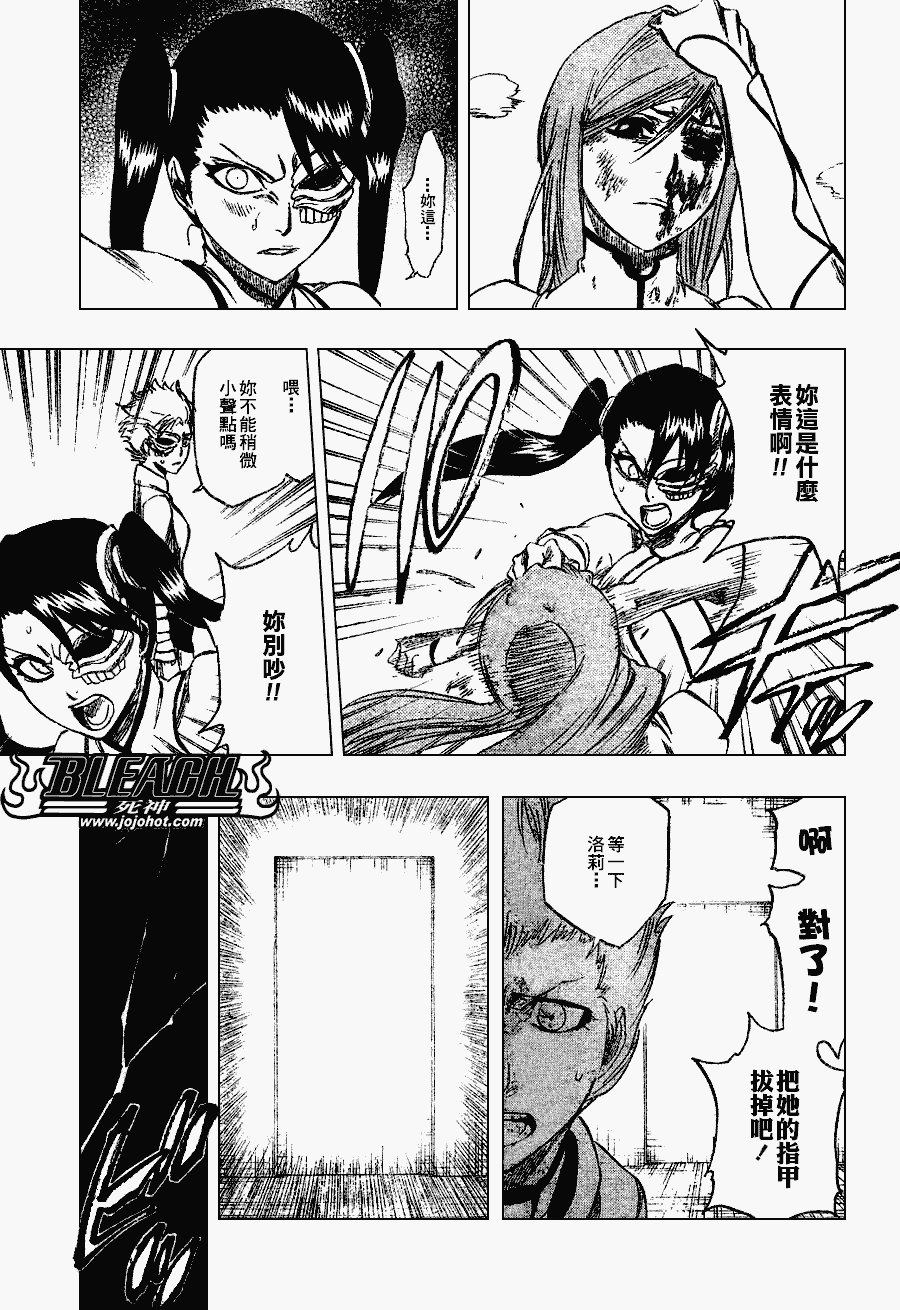 …妳這…
妳這是什麼
表情啊!!
喂…
妳不能稍微
小聲點嗎
妳別吵!!
啊
對了!
把她的指甲
拔掉吧!
等一下
洛莉…
BLEACH
死神
www.jojohot.com